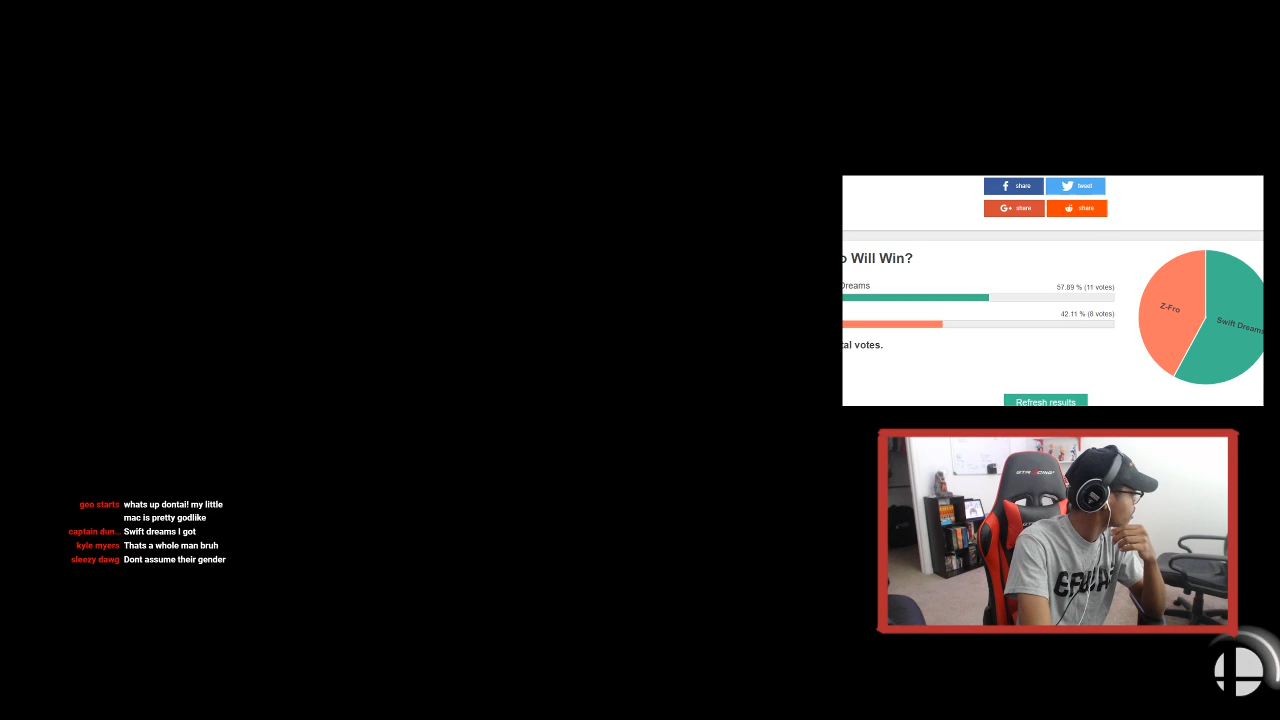 share
tweet
share
share
o Will Win?
Dreams
57.89 % (11 votes)
42.11 % (8 votes)
tal votes.
Z-Fro
Swift Dreams
Refresh results
GTRACING
geo starts whats up dontai! my little
mac is pretty godlike
captain dun... Swift dreams I got
kyle myers Thats a whole man bruh
sleezy dawg Dont assume their gender